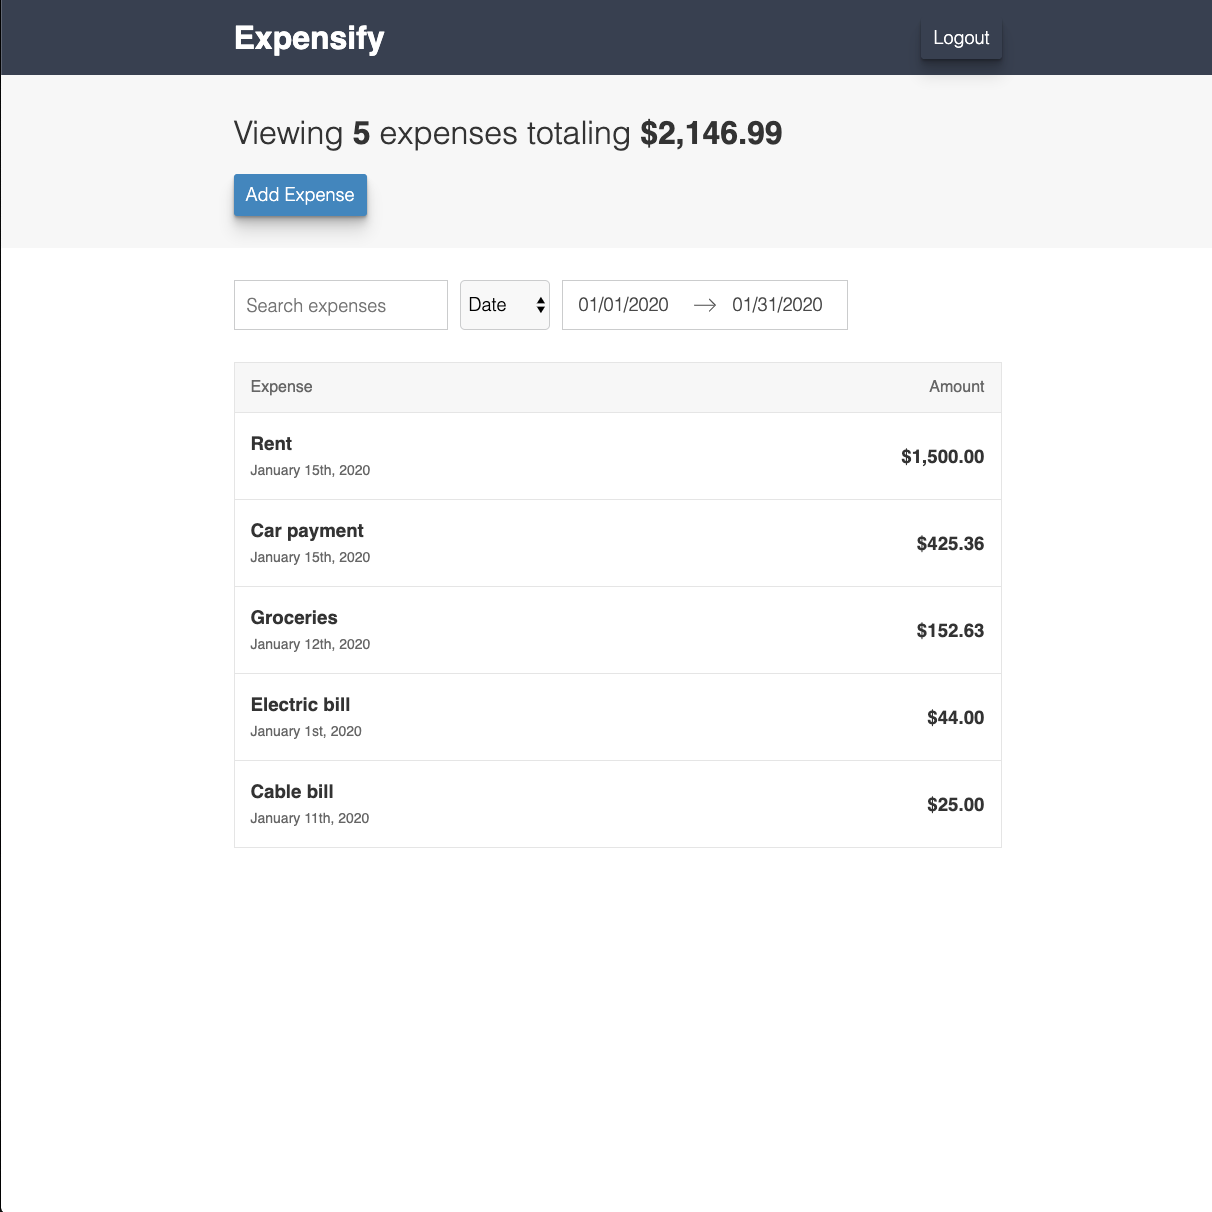 Expensify
Logout
Viewing 5 expenses totaling $2,146.99
Add Expense
Search expenses
Date
01/01/2020
01/31/2020
Expense
Amount
Rent
January 15th, 2020
$1,500.00
Car payment
January 15th, 2020
$425.36
Groceries
January 12th, 2020
$152.63
Electric bill
January 1st, 2020
$44.00
Cable bill
January 11th, 2020
$25.00